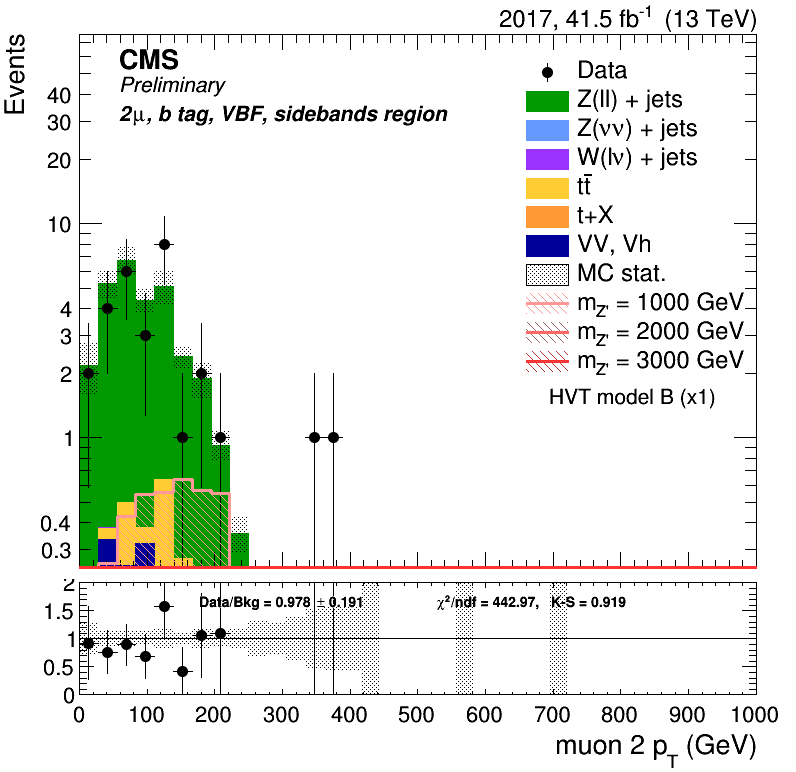 2017, 41.5 fb⁻¹ (13 TeV)
Events
CMS
Preliminary
2μ, b tag, VBF, sidebands region
Data
Z(ll) + jets
Z(νν) + jets
W(lν) + jets
tt̄
t+X
VV, Vh
MC stat.
m_Z' = 1000 GeV
m_Z' = 2000 GeV
m_Z' = 3000 GeV
HVT model B (x1)
40
30
20
10
4
3
2
1
0.4
0.3
Data/Bkg = 0.978 ± 0.191
χ²/ndf = 442.97, K-S = 0.919
2
1.5
1
0.5
0
0 100 200 300 400 500 600 700 800 900 1000
muon 2 p_T (GeV)